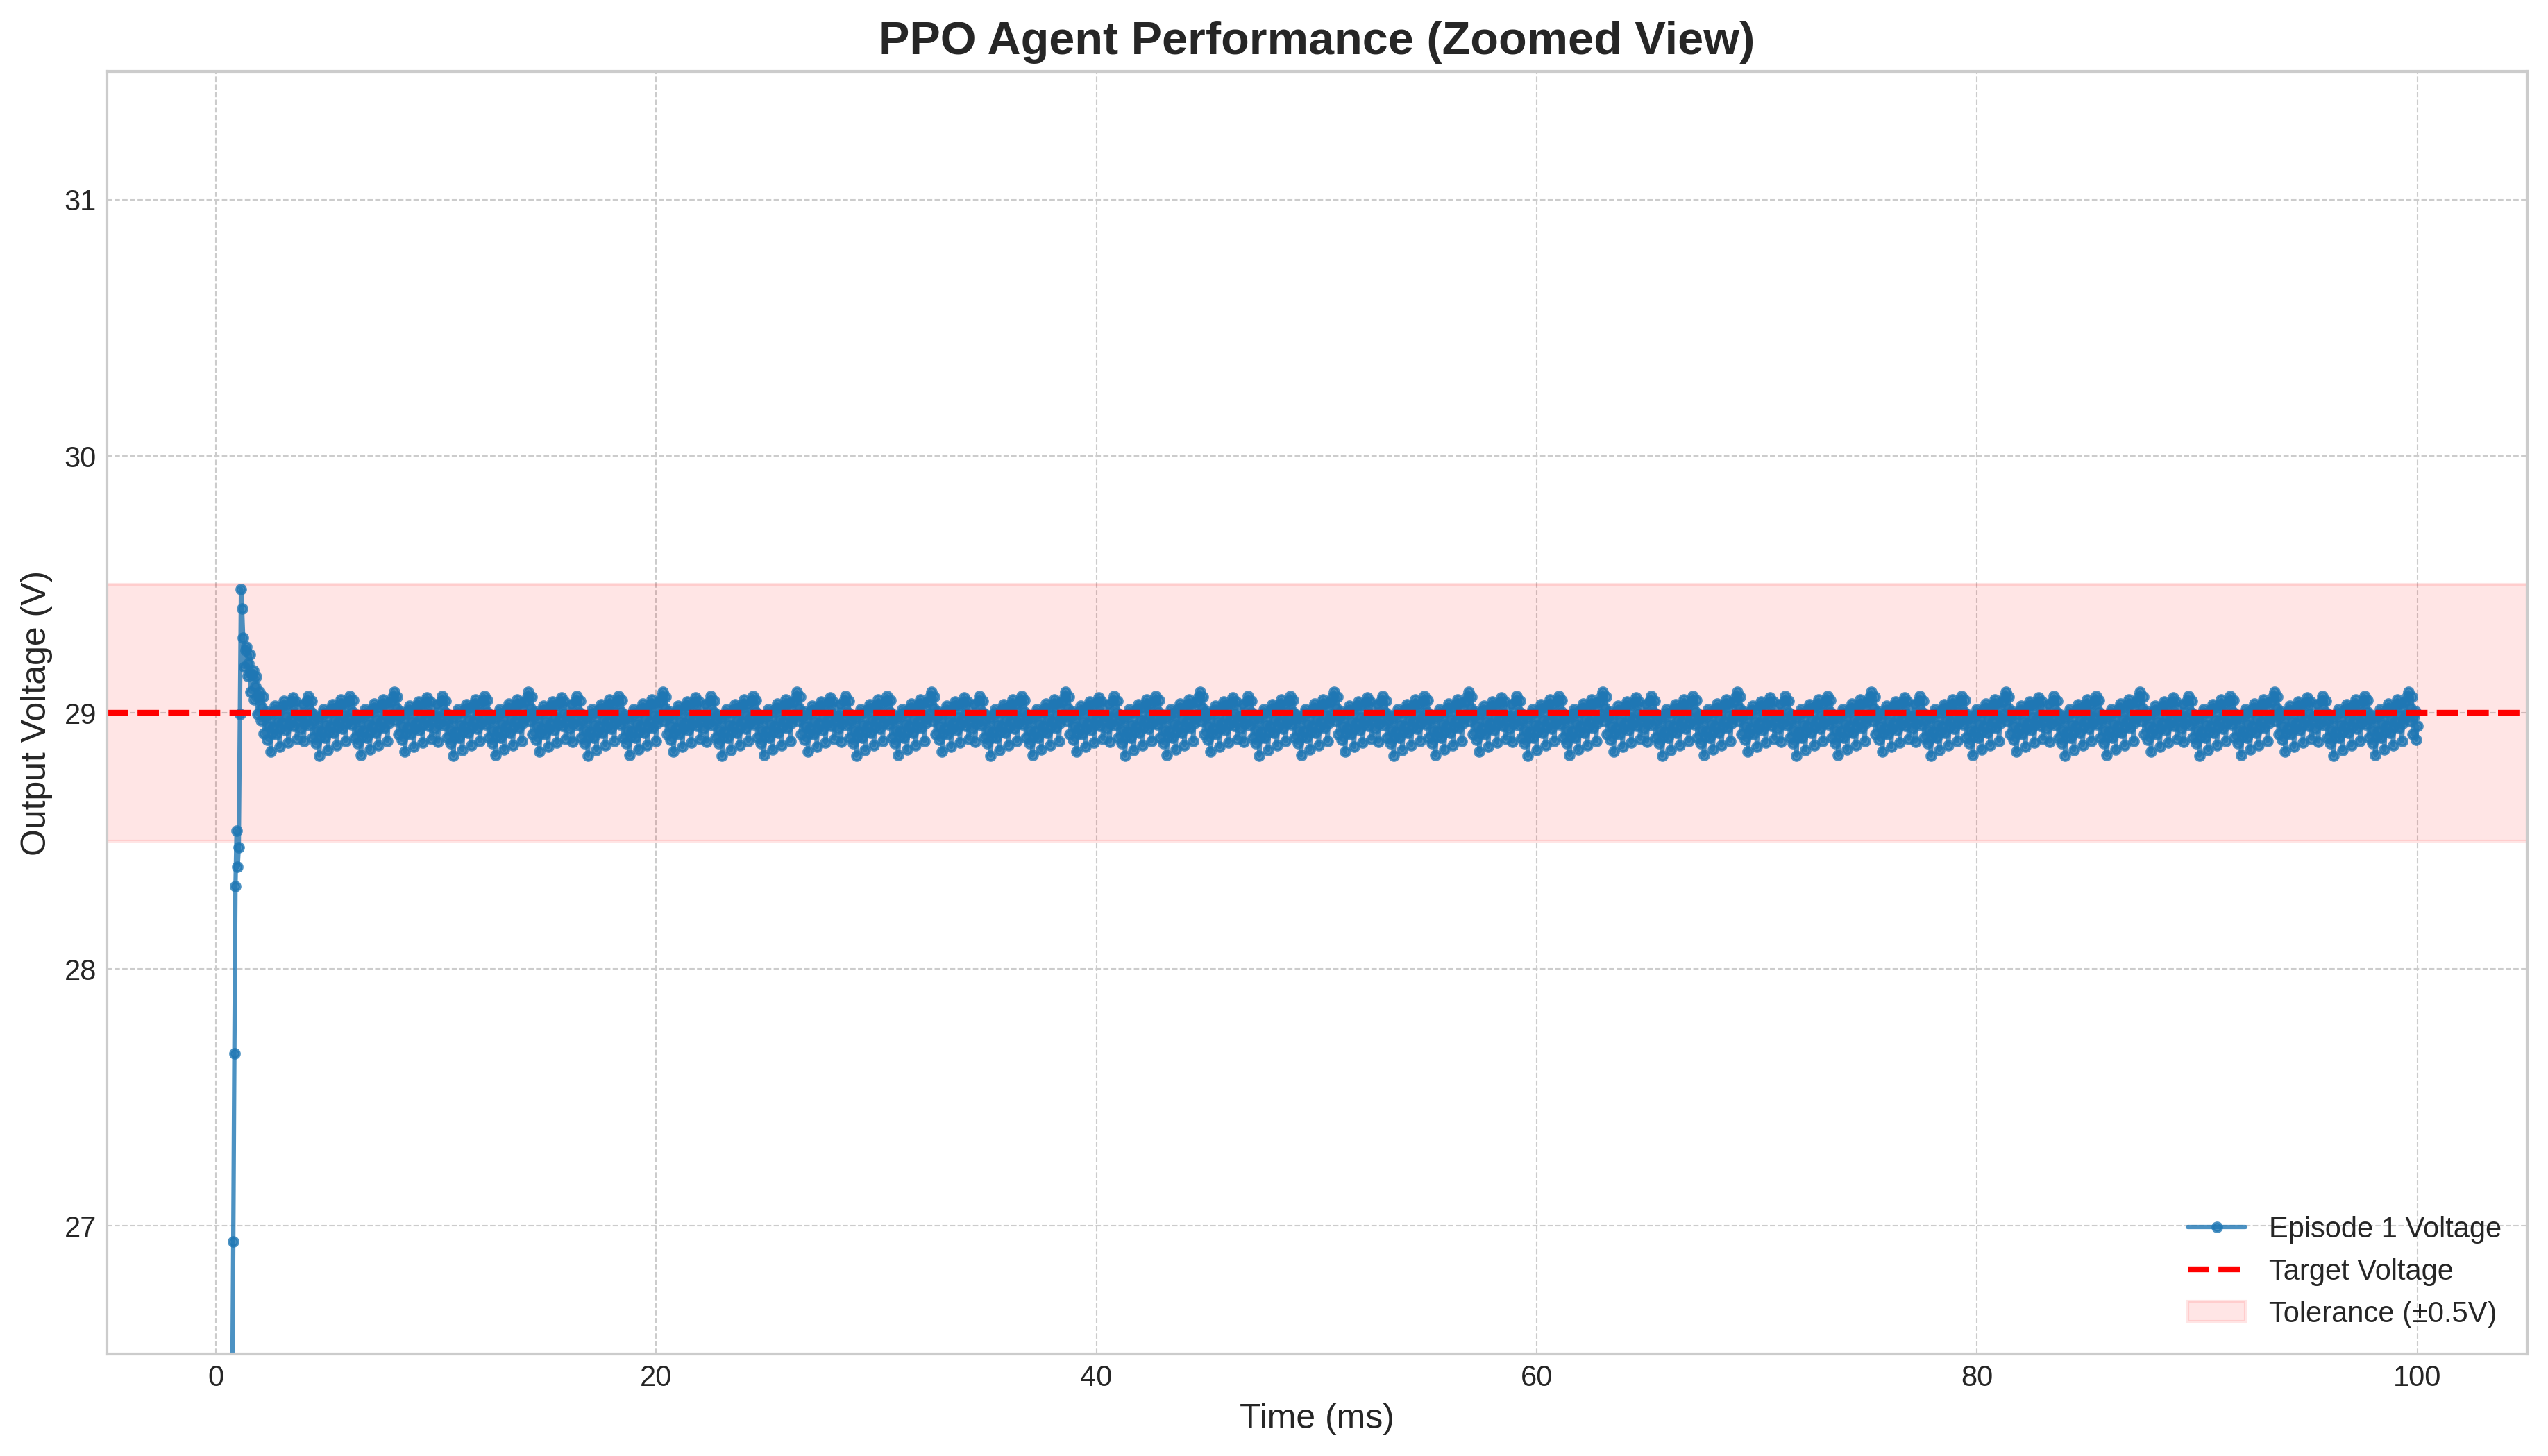 PPO Agent Performance (Zoomed View)
Output Voltage (V)
31
30
29
28
27
0 20 40 60 80 100
Time (ms)
Episode 1 Voltage
Target Voltage
Tolerance (±0.5V)